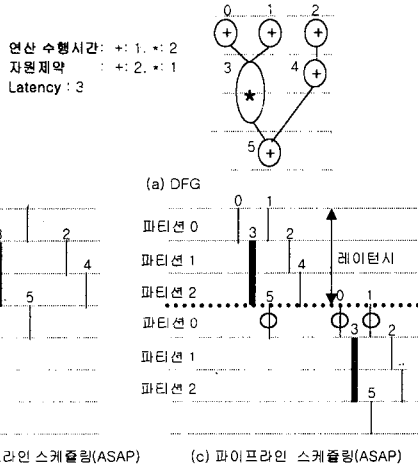 연산 수행시간: +: 1, *: 2
자원제약 : +: 2, *: 1
Latency : 3
0 1 2
+ + +
3 4 +
*
5 +
(a) DFG
0 1
파티션 0
3 2
파티션 1
4
레이턴시
파티션 2
5 0 1
파티션 0
3 2
파티션 1
4
파티션 2
5
2
4
5
라인 스케쥴링(ASAP)
(c) 파이프라인 스케쥴링(ASAP)